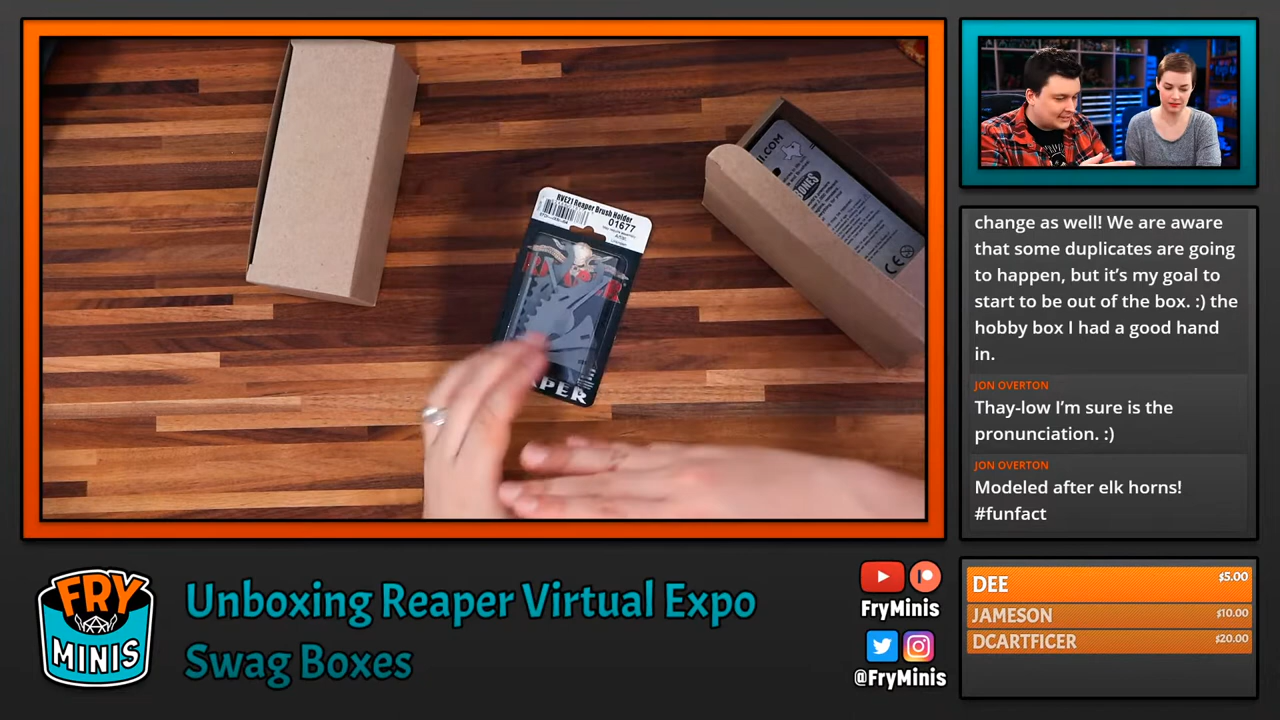 .COM
BONES
RVE21 Reaper Brush Holder
01677
change as well! We are aware
that some duplicates are going
to happen, but it's my goal to
start to be out of the box. :) the
hobby box I had a good hand
in.
JON OVERTON
Thay-low I'm sure is the
pronunciation. :)
JON OVERTON
Modeled after elk horns!
#funfact
FRY
MINIS
Unboxing Reaper Virtual Expo
Swag Boxes
FryMinis
@FryMinis
DEE $5.00
JAMESON $10.00
DCARTFICER $20.00